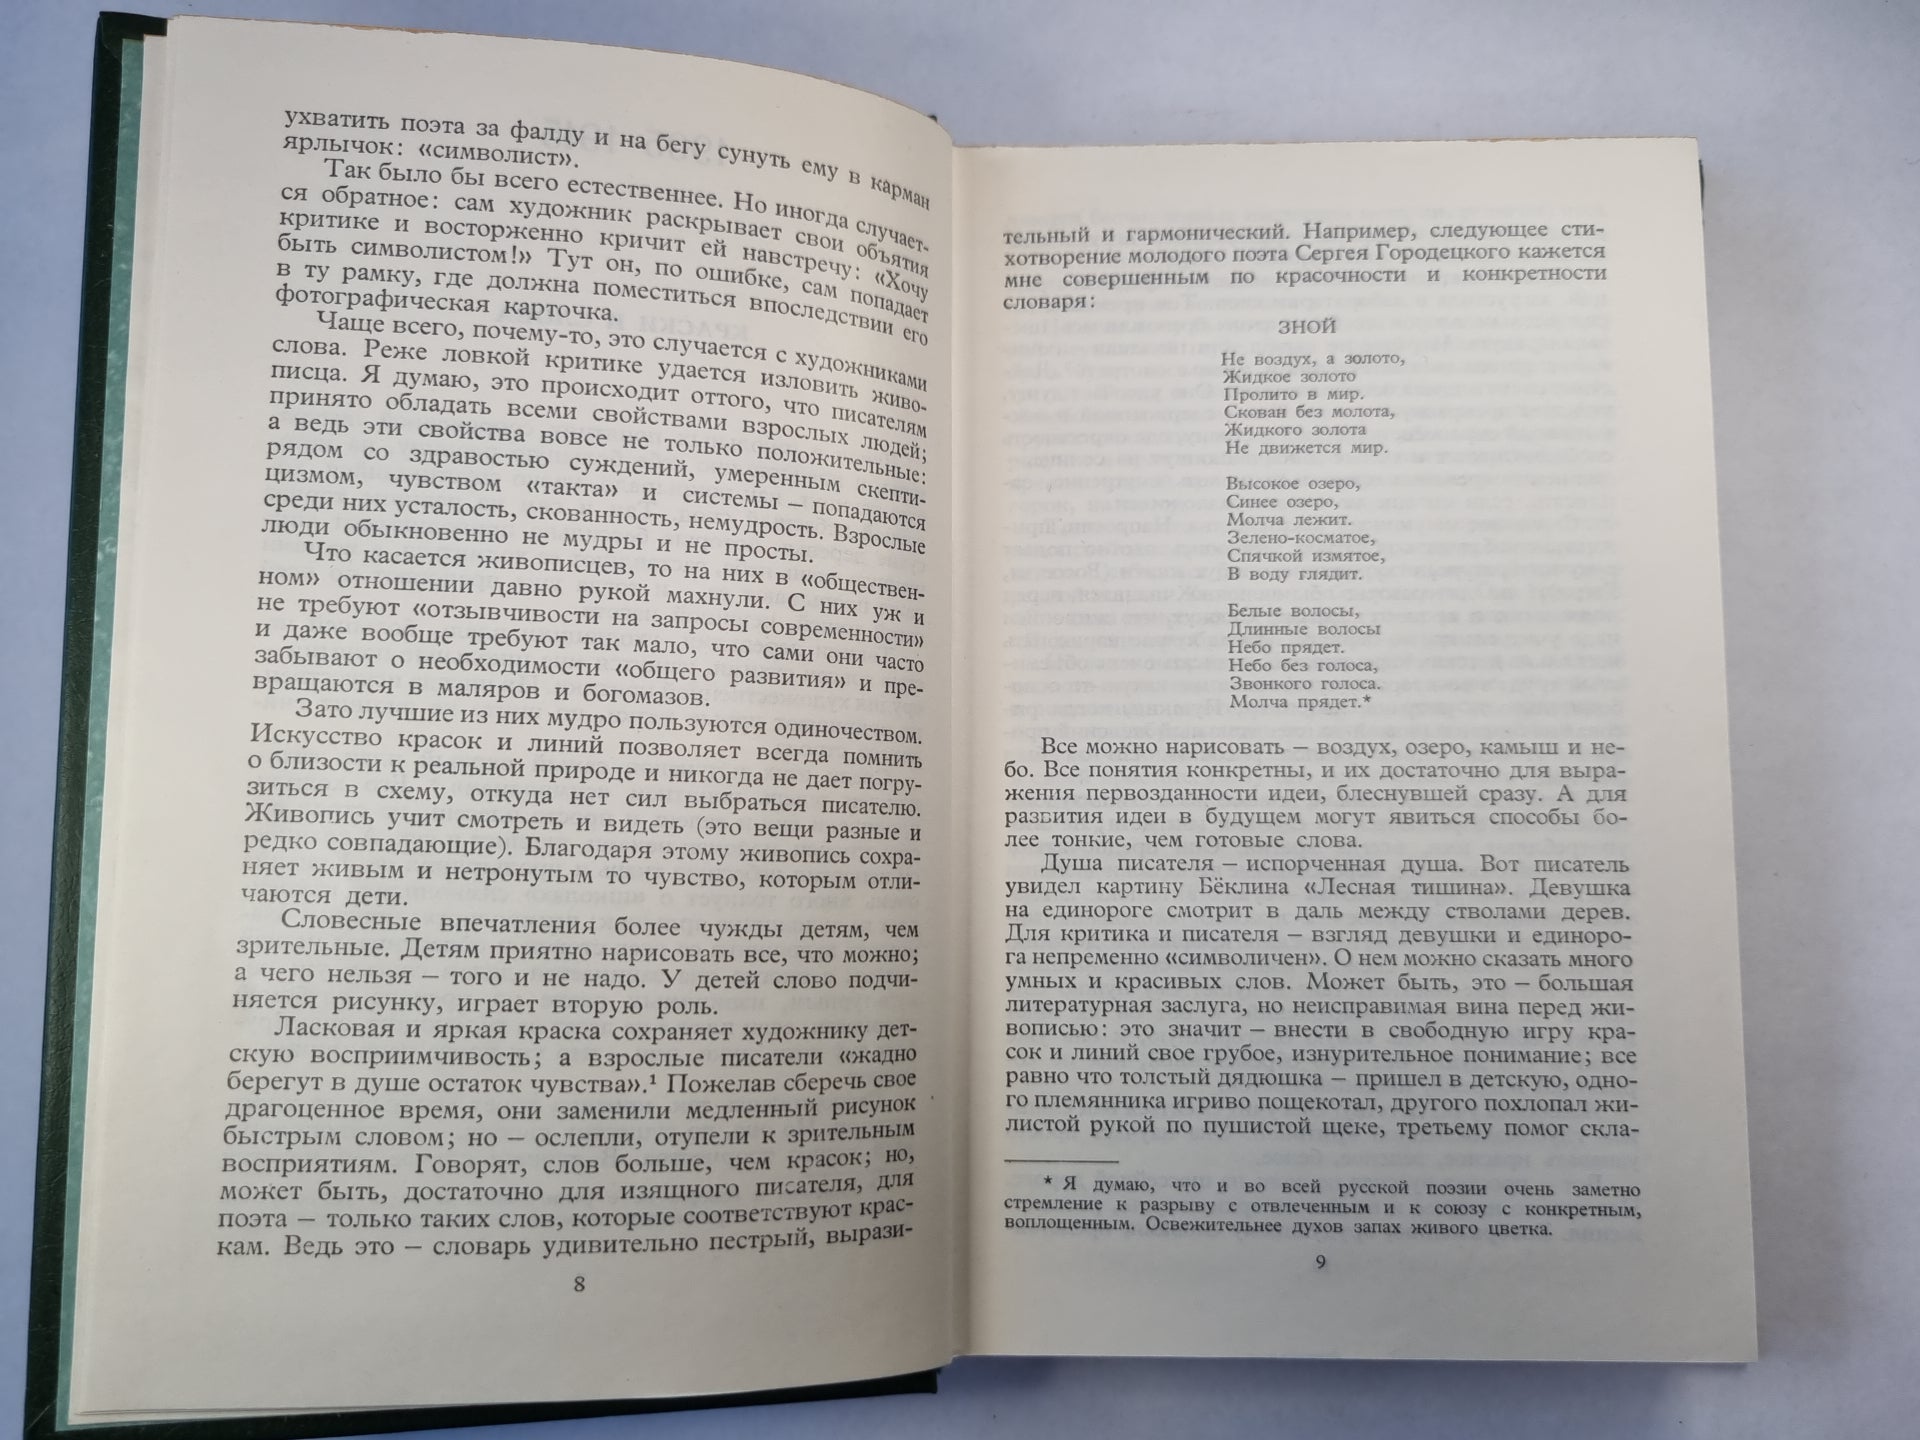 ухватить поэта за фалду и на бегу сунуть ему в карман
ярлычок: «символист».
Так было бы всего естественнее. Но иногда случает-
ся обратное: сам художник раскрывает свои объятия
критике и восторженно кричит ей навстречу: «Хочу
быть символистом!» Тут он, по ошибке, сам попадает
в ту рамку, где должна поместиться впоследствии его
фотографическая карточка.
Чаще всего, почему-то, это случается с художниками
слова. Реже ловкой критике удается изловить живо-
писца. Я думаю, это происходит оттого, что писателям
принято обладать всеми свойствами взрослых людей;
а ведь эти свойства вовсе не только положительные:
рядом со здравостью суждений, умеренным скепти-
цизмом, чувством «такта» и системы – попадаются
среди них усталость, скованность, немудрость. Взрослые
люди обыкновенно не мудры и не просты.
Что касается живописцев, то на них в «обществен-
ном» отношении давно рукой махнули. С них уж и
не требуют «отзывчивости на запросы современности»
и даже вообще требуют так мало, что сами они часто
забывают о необходимости «общего развития» и пре-
вращаются в маляров и богомазов.
Зато лучшие из них мудро пользуются одиночеством.
Искусство красок и линий позволяет всегда помнить
о близости к реальной природе и никогда не дает погру-
зиться в схему, откуда нет сил выбраться писателю.
Живопись учит смотреть и видеть (это вещи разные и
редко совпадающие). Благодаря этому живопись сохра-
няет живым и нетронутым то чувство, которым отли-
чаются дети.
Словесные впечатления более чужды детям, чем
зрительные. Детям приятно нарисовать все, что можно;
а чего нельзя – того и не надо. У детей слово подчи-
няется рисунку, играет вторую роль.
Ласковая и яркая краска сохраняет художнику дет-
скую восприимчивость; а взрослые писатели «жадно
берегут в душе остаток чувства».¹ Пожелав сберечь свое
драгоценное время, они заменили медленный рисунок
быстрым словом; но – ослепли, отупели к зрительным
восприятиям. Говорят, слов больше, чем красок; но,
может быть, достаточно для изящного писателя, для
поэта – только таких слов, которые соответствуют крас-
кам. Ведь это – словарь удивительно пестрый, вырази-
8
тельный и гармонический. Например, следующее сти-
хотворение молодого поэта Сергея Городецкого кажется
мне совершенным по красочности и конкретности
словаря:
ЗНОЙ
Не воздух, а золото,
Жидкое золото
Пролито в мир.
Скован без молота,
Жидкого золота
Не движется мир.
Высокое озеро,
Синее озеро,
Молча лежит.
Зелено-косматое,
Спячкой измятое,
В воду глядит.
Белые волосы,
Длинные волосы
Небо прядет.
Небо без голоса,
Звонкого голоса.
Молча прядет.*
Все можно нарисовать – воздух, озеро, камыш и не-
бо. Все понятия конкретны, и их достаточно для выра-
жения первозданности идеи, блеснувшей сразу. А для
развития идеи в будущем могут явиться способы бо-
лее тонкие, чем готовые слова.
Душа писателя – испорченная душа. Вот писатель
увидел картину Бёклина «Лесная тишина». Девушка
на единороге смотрит в даль между стволами дерев.
Для критика и писателя – взгляд девушки и единоро-
га непременно «символичен». О нем можно сказать много
умных и красивых слов. Может быть, это – большая
литературная заслуга, но неисправимая вина перед жи-
вописью: это значит – внести в свободную игру кра-
сок и линий свое грубое, изнурительное понимание; все
равно что толстый дядюшка – пришел в детскую, одно-
го племянника игриво пощекотал, другого похлопал жи-
листой рукой по пушистой щеке, третьему помог скла-
* Я думаю, что и во всей русской поэзии очень заметно
стремление к разрыву с отвлеченным и к союзу с конкретным,
воплощенным. Освежительнее духов запах живого цветка.
9